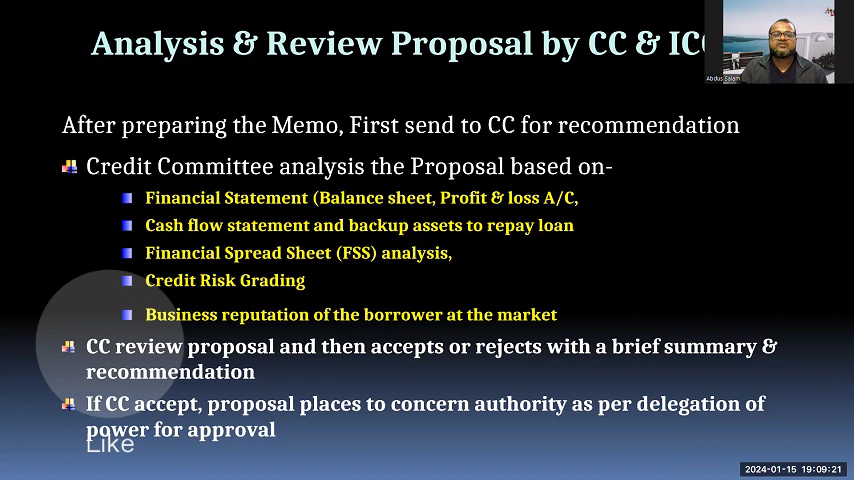 Analysis & Review Proposal by CC & IC
Abdus Salam
After preparing the Memo, First send to CC for recommendation
Credit Committee analysis the Proposal based on-
Financial Statement (Balance sheet, Profit & loss A/C,
Cash flow statement and backup assets to repay loan
Financial Spread Sheet (FSS) analysis,
Credit Risk Grading
Business reputation of the borrower at the market
CC review proposal and then accepts or rejects with a brief summary &
recommendation
If CC accept, proposal places to concern authority as per delegation of
power for approval
Like
2024-01-15 19:09:21